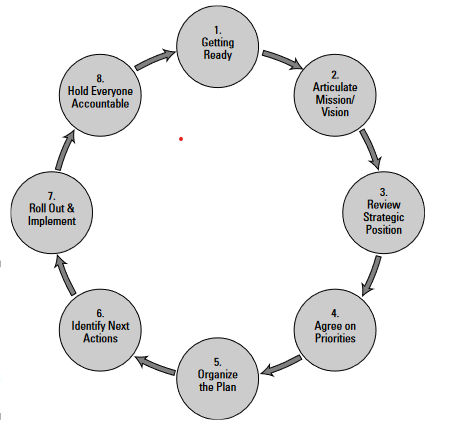 1.
Getting
Ready
2.
Articulate
Mission/
Vision
3.
Review
Strategic
Position
4.
Agree on
Priorities
5.
Organize
the Plan
6.
Identify Next
Actions
7.
Roll Out &
Implement
8.
Hold Everyone
Accountable